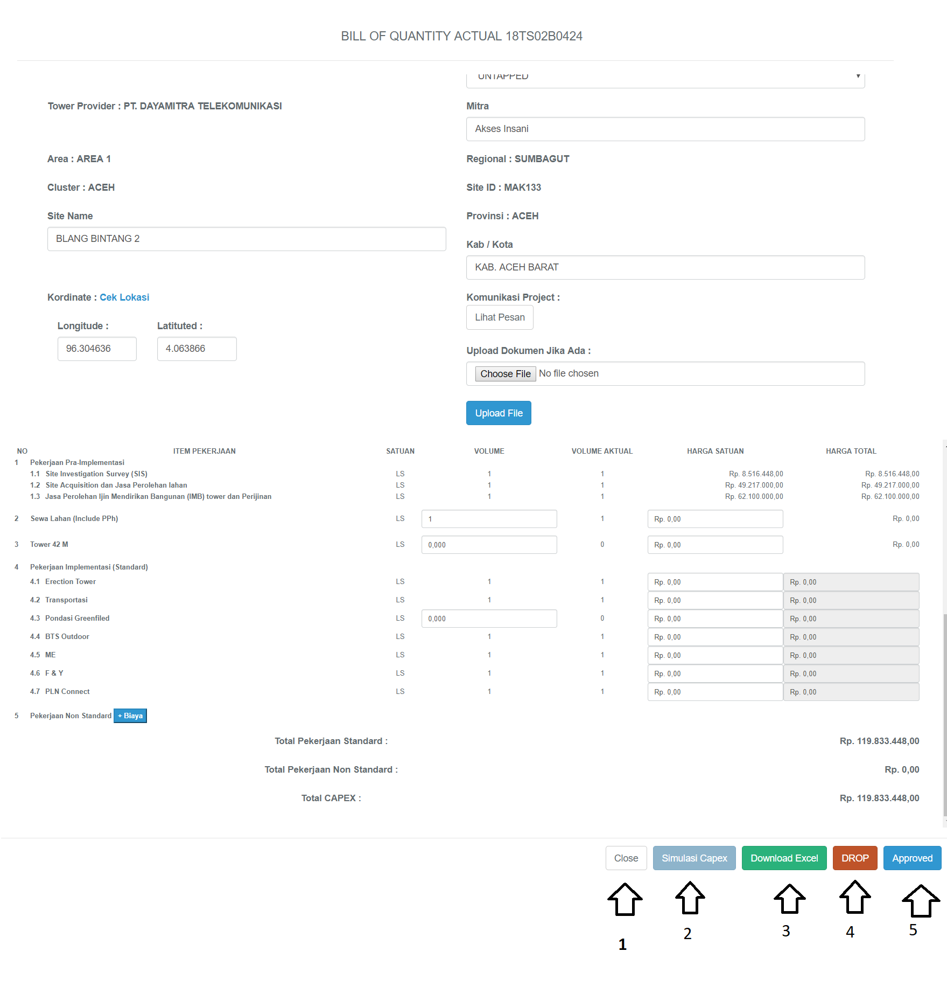 BILL OF QUANTITY ACTUAL 18TS02B0424
UNTAPPED
Tower Provider : PT. DAYAMITRA TELEKOMUNIKASI
Mitra
Akses Insani
Area : AREA 1
Regional : SUMBAGUT
Cluster : ACEH
Site ID : MAK133
Site Name
Provinsi : ACEH
BLANG BINTANG 2
Kab / Kota
KAB. ACEH BARAT
Kordinate : Cek Lokasi
Komunikasi Project :
Lihat Pesan
Longitude : Latituted :
96.304636 4.063866
Upload Dokumen Jika Ada :
Choose File No file chosen
Upload File
NO ITEM PEKERJAAN SATUAN VOLUME VOLUME AKTUAL HARGA SATUAN HARGA TOTAL
1 Pekerjaan Pra-Implementasi
1.1 Site Investigation Survey (SIS) LS 1 1 Rp. 8.516.448,00 Rp. 8.516.448,00
1.2 Site Acquisition dan Jasa Perolehan lahan LS 1 1 Rp. 49.217.000,00 Rp. 49.217.000,00
1.3 Jasa Perolehan Ijin Mendirikan Bangunan (IMB) tower dan Perijinan LS 1 1 Rp. 62.100.000,00 Rp. 62.100.000,00
2 Sewa Lahan (Include PPh) LS 1 1 Rp. 0,00 Rp. 0,00
3 Tower 42 M LS 0,000 0 Rp. 0,00 Rp. 0,00
4 Pekerjaan Implementasi (Standard)
4.1 Erection Tower LS 1 1 Rp. 0,00 Rp. 0,00
4.2 Transportasi LS 1 1 Rp. 0,00 Rp. 0,00
4.3 Pondasi Greenfiled LS 0,000 0 Rp. 0,00 Rp. 0,00
4.4 BTS Outdoor LS 1 1 Rp. 0,00 Rp. 0,00
4.5 ME LS 1 1 Rp. 0,00 Rp. 0,00
4.6 F & Y LS 1 1 Rp. 0,00 Rp. 0,00
4.7 PLN Connect LS 1 1 Rp. 0,00 Rp. 0,00
5 Pekerjaan Non Standard + Biaya
Total Pekerjaan Standard : Rp. 119.833.448,00
Total Pekerjaan Non Standard : Rp. 0,00
Total CAPEX : Rp. 119.833.448,00
Close Simulasi Capex Download Excel DROP Approved
1 2 3 4 5